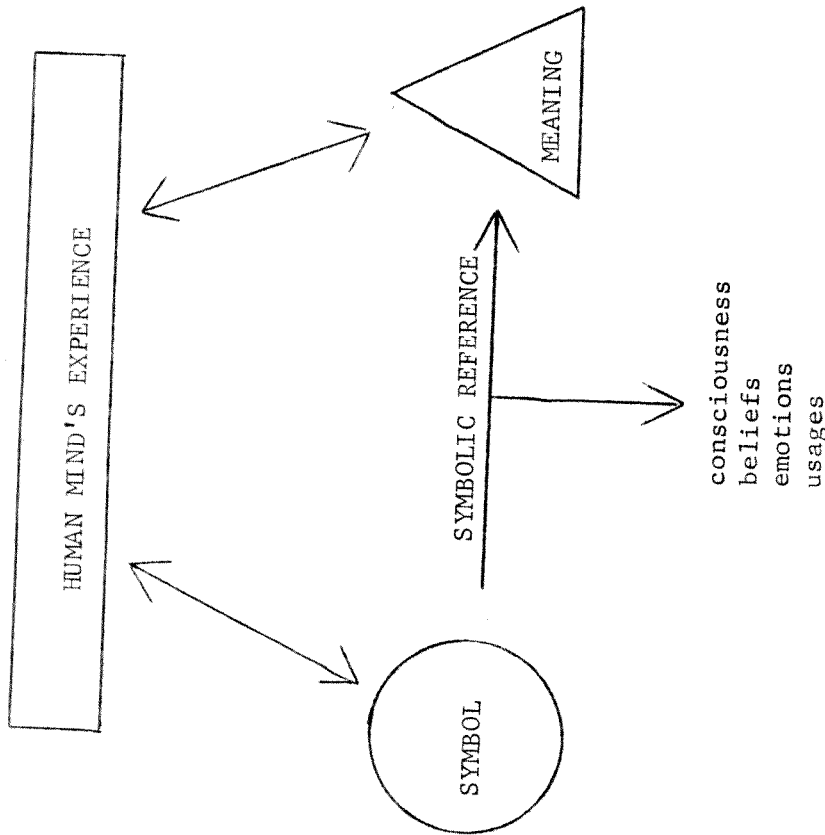 HUMAN MIND'S EXPERIENCE
SYMBOL
SYMBOLIC REFERENCE
MEANING
consciousness
beliefs
emotions
usages